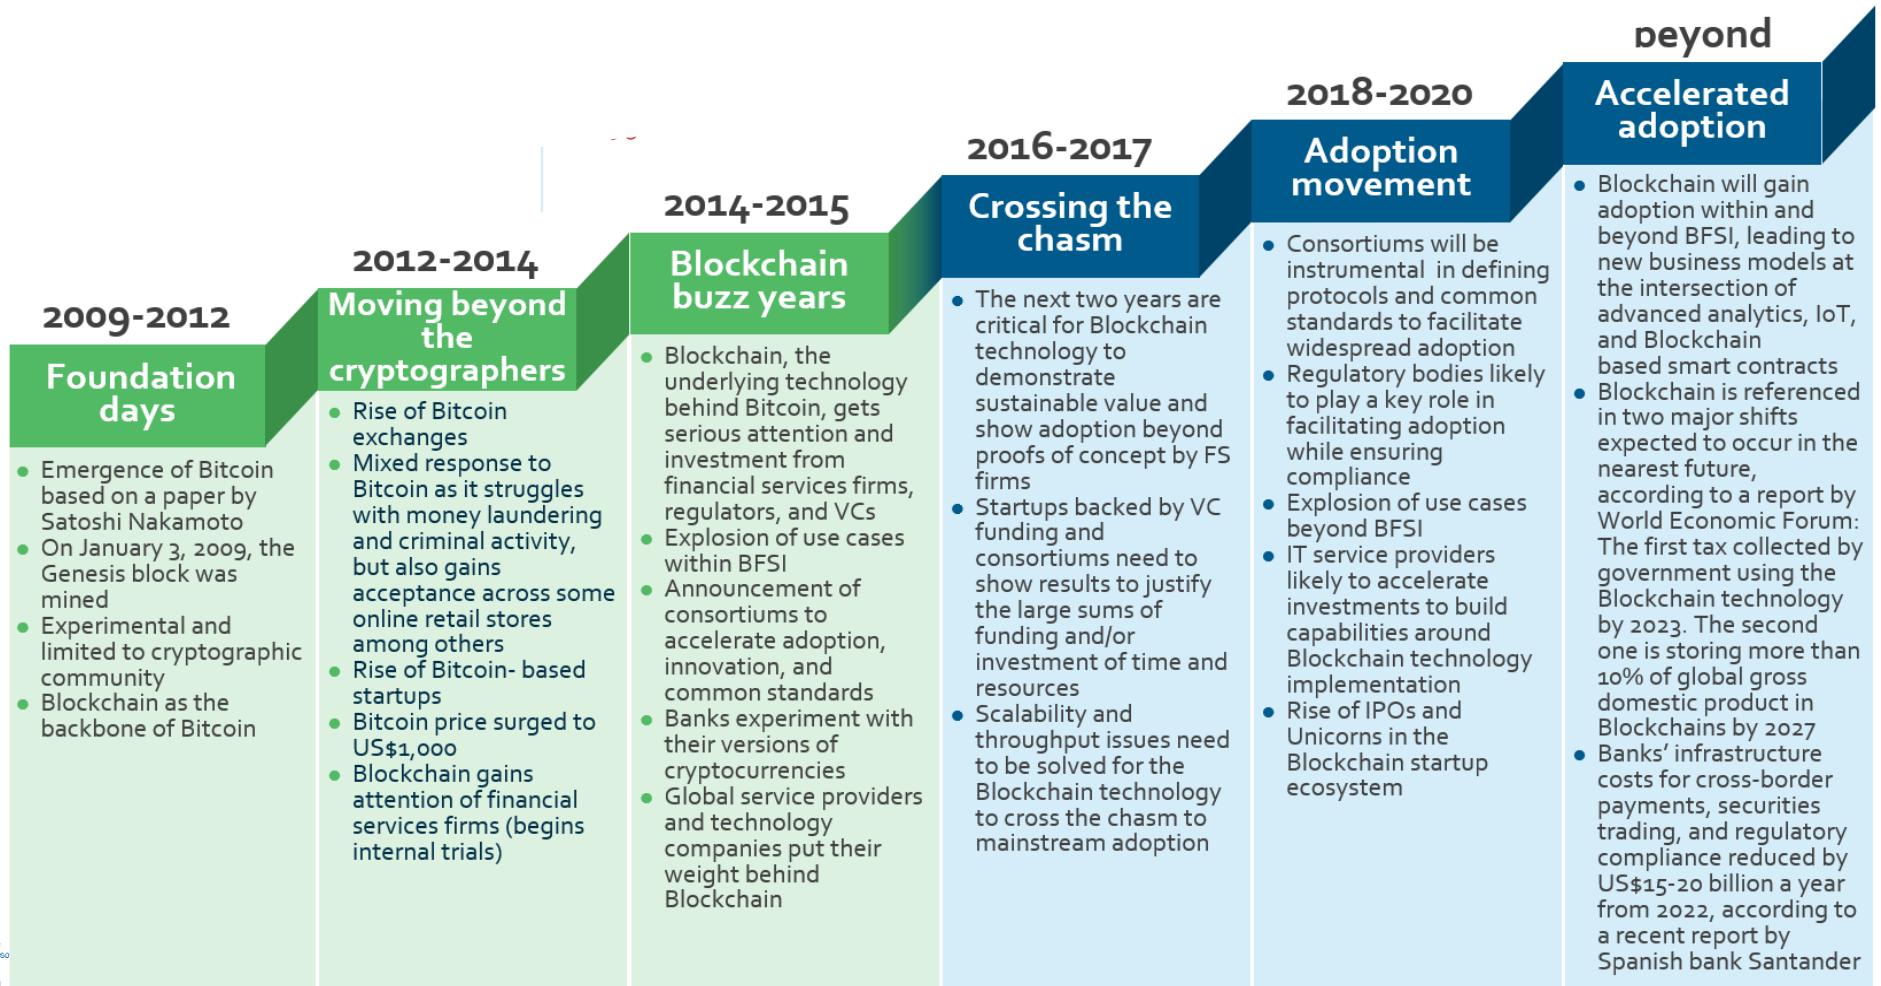 2009-2012
Foundation
days
Emergence of Bitcoin
based on a paper by
Satoshi Nakamoto
On January 3, 2009, the
Genesis block was
mined
Experimental and
limited to cryptographic
community
Blockchain as the
backbone of Bitcoin
2012-2014
Moving beyond
the
cryptographers
Rise of Bitcoin
exchanges
Mixed response to
Bitcoin as it struggles
with money laundering
and criminal activity,
but also gains
acceptance across some
online retail stores
among others
Rise of Bitcoin- based
startups
Bitcoin price surged to
US$1,000
Blockchain gains
attention of financial
services firms (begins
internal trials)
2014-2015
Blockchain
buzz years
Blockchain, the
underlying technology
behind Bitcoin, gets
serious attention and
investment from
financial services firms,
regulators, and VCs
Explosion of use cases
within BFSI
Announcement of
consortiums to
accelerate adoption,
innovation, and
common standards
Banks experiment with
their versions of
cryptocurrencies
Global service providers
and technology
companies put their
weight behind
Blockchain
2016-2017
Crossing the
chasm
The next two years are
critical for Blockchain
technology to
demonstrate
sustainable value and
show adoption beyond
proofs of concept by FS
firms
Startups backed by VC
funding and
consortiums need to
show results to justify
the large sums of
funding and/or
investment of time and
resources
Scalability and
throughput issues need
to be solved for the
Blockchain technology
to cross the chasm to
mainstream adoption
2018-2020
Adoption
movement
Consortiums will be
instrumental in defining
protocols and common
standards to facilitate
widespread adoption
Regulatory bodies likely
to play a key role in
facilitating adoption
while ensuring
compliance
Explosion of use cases
beyond BFSI
IT service providers
likely to accelerate
investments to build
capabilities around
Blockchain technology
implementation
Rise of IPOs and
Unicorns in the
Blockchain startup
ecosystem
beyond
Accelerated
adoption
Blockchain will gain
adoption within and
beyond BFSI, leading to
new business models at
the intersection of
advanced analytics, IoT,
and Blockchain
based smart contracts
Blockchain is referenced
in two major shifts
expected to occur in the
nearest future,
according to a report by
World Economic Forum:
The first tax collected by
government using the
Blockchain technology
by 2023. The second
one is storing more than
10% of global gross
domestic product in
Blockchains by 2027
Banks’ infrastructure
costs for cross-border
payments, securities
trading, and regulatory
compliance reduced by
US$15-20 billion a year
from 2022, according to
a recent report by
Spanish bank Santander